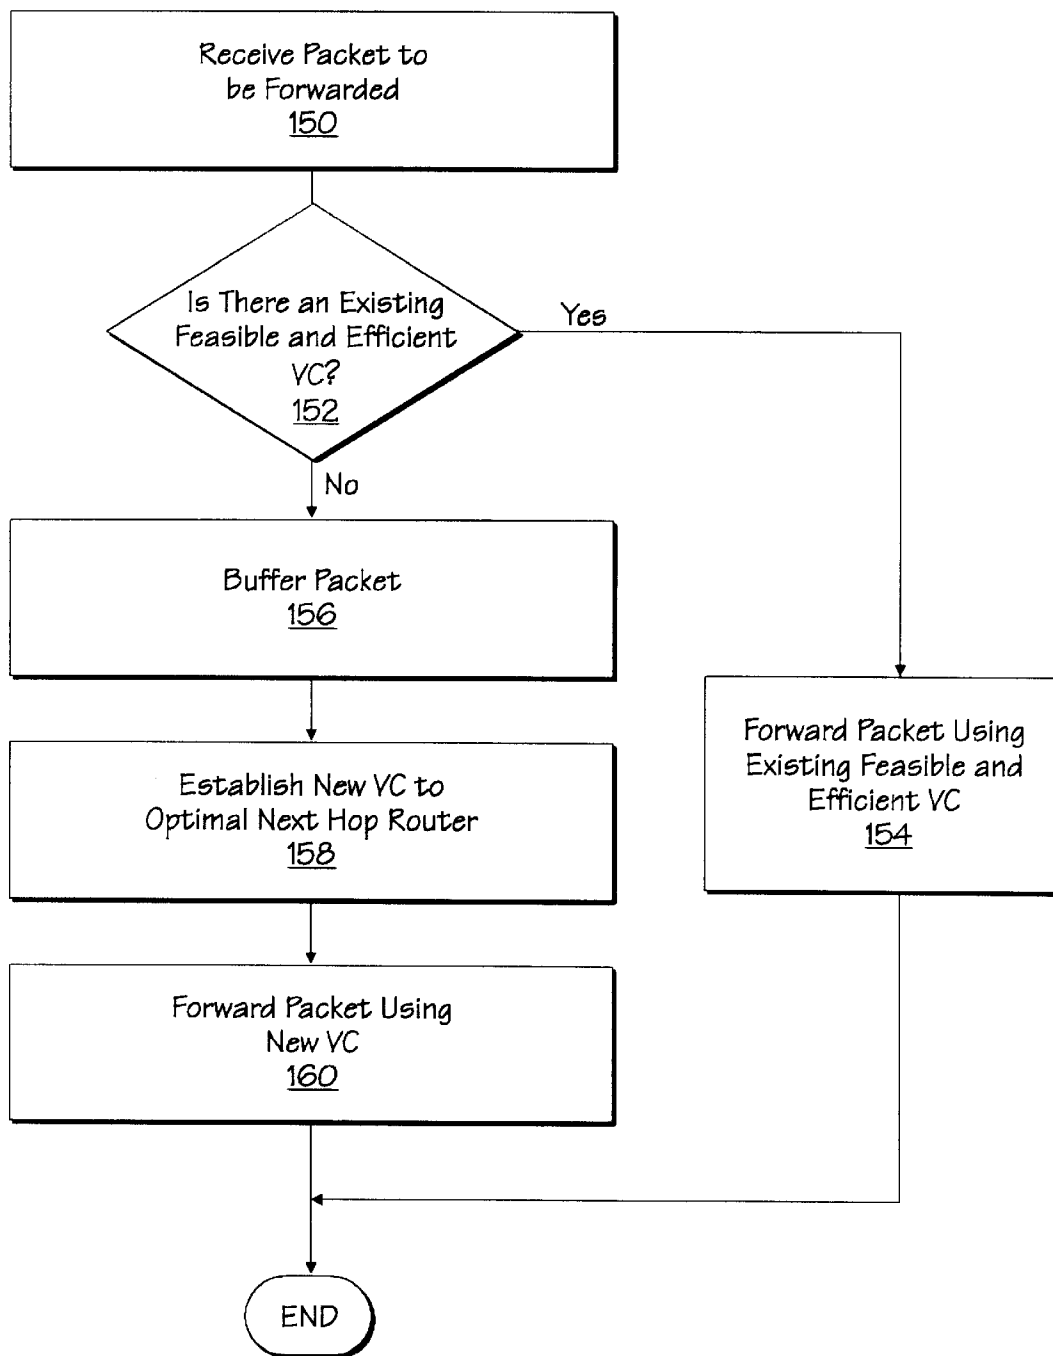 Receive Packet to
be Forwarded
150
Is There an Existing
Feasible and Efficient
VC?
152
Yes
No
Buffer Packet
156
Establish New VC to
Optimal Next Hop Router
158
Forward Packet Using
Existing Feasible and
Efficient VC
154
Forward Packet Using
New VC
160
END